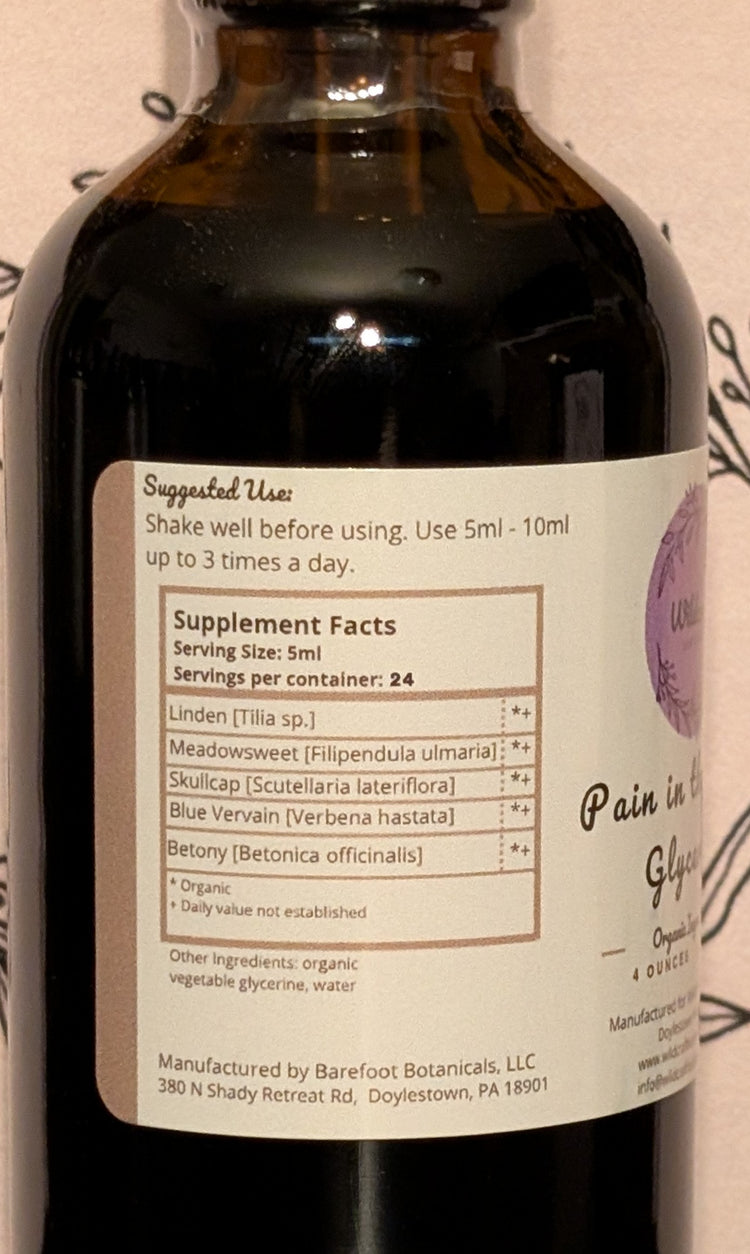 Suggested Use:
Shake well before using. Use 5ml - 10ml
up to 3 times a day.
Supplement Facts
Serving Size: 5ml
Servings per container: 24
Linden [Tilia sp.] *+
Meadowsweet [Filipendula ulmaria] *+
Skullcap [Scutellaria lateriflora] *+
Blue Vervain [Verbena hastata] *+
Betony [Betonica officinalis] *+
* Organic
+ Daily value not established
Other Ingredients: organic
vegetable glycerine, water
Manufactured by Barefoot Botanicals, LLC
380 N Shady Retreat Rd, Doylestown, PA 18901
Pain in
Organic
4 OUNCES
Manufactured for